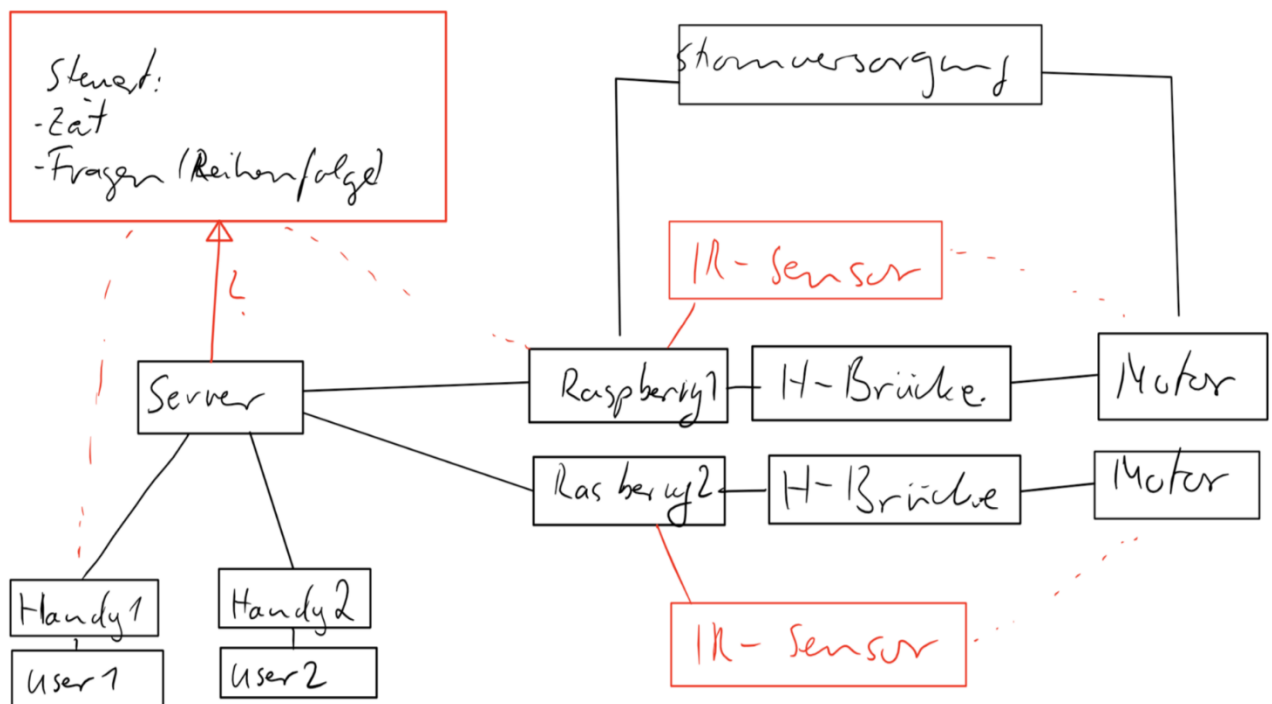 Steuert:
-Zeit
-Fragen (Reihenfolge)
Stromversorgung
IR-Sensor
?
Server
Raspberry1
H-Brücke
Motor
Rasberry2
H-Brücke
Motor
Handy1
Handy2
IR-Sensor
User1
User2